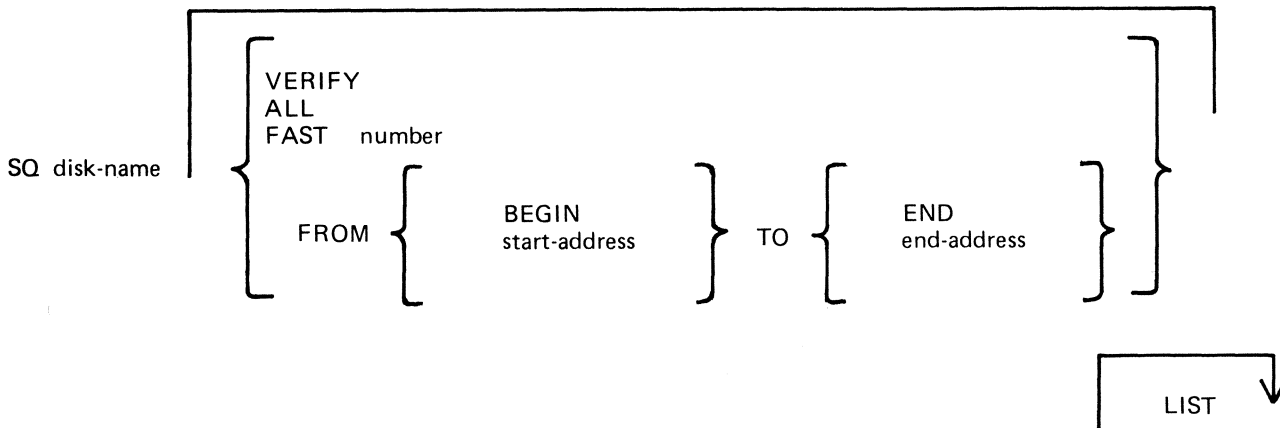 VERIFY
ALL
FAST number
SQ disk-name
FROM BEGIN TO END
start-address end-address
LIST